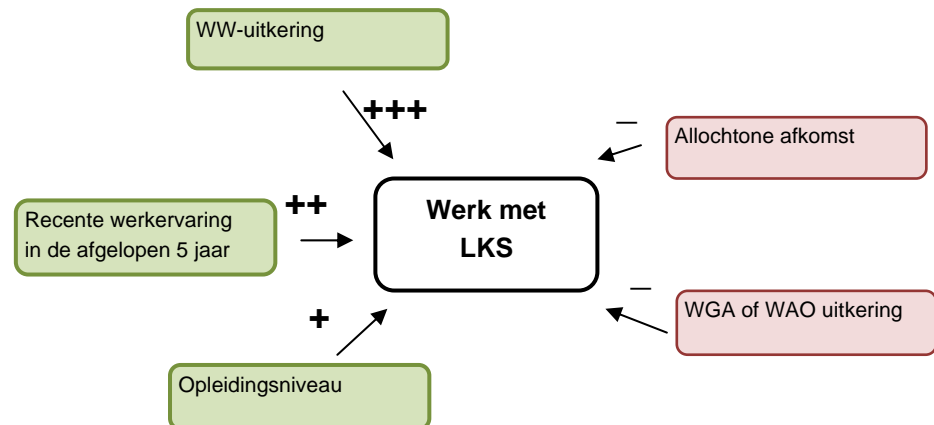 WW-uitkering
+++
–
Allochtone afkomst
Recente werkervaring
in de afgelopen 5 jaar
++
Werk met
LKS
–
WGA of WAO uitkering
+
Opleidingsniveau